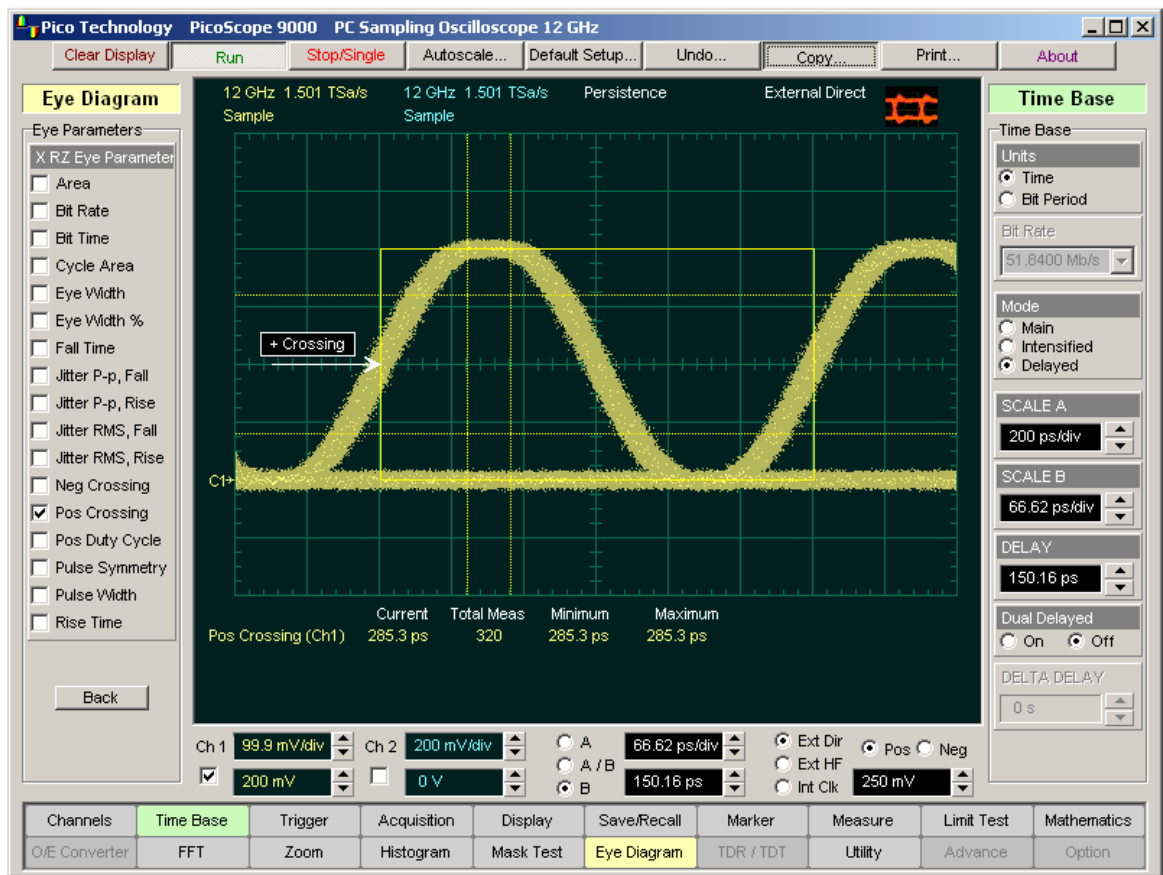 Pico Technology PicoScope 9000 PC Sampling Oscilloscope 12 GHz
Clear Display Run Stop/Single Autoscale... Default Setup... Undo... Copy... Print... About
Eye Diagram
Eye Parameters
X RZ Eye Parameter
Area
Bit Rate
Bit Time
Cycle Area
Eye Width
Eye Width %
Fall Time
Jitter P-p, Fall
Jitter P-p, Rise
Jitter RMS, Fall
Jitter RMS, Rise
Neg Crossing
Pos Crossing
Pos Duty Cycle
Pulse Symmetry
Pulse Width
Rise Time
Back
12 GHz 1.501 TSa/s 12 GHz 1.501 TSa/s Persistence External Direct
Sample Sample
+ Crossing
C1
Current Total Meas Minimum Maximum
Pos Crossing (Ch1) 285.3 ps 320 285.3 ps 285.3 ps
Time Base
Time Base
Units
Time
Bit Period
Bit Rate
51.8400 Mb/s
Mode
Main
Intensified
Delayed
SCALE A
200 ps/div
SCALE B
66.62 ps/div
DELAY
150.16 ps
Dual Delayed
On Off
DELTA DELAY
0 s
Ch 1 99.9 mV/div Ch 2 200 mV/div A 66.62 ps/div Ext Dir Pos Neg
A / B Ext HF
200 mV 0 V B 150.16 ps Int Clk 250 mV
Channels Time Base Trigger Acquisition Display Save/Recall Marker Measure Limit Test Mathematics
O/E Converter FFT Zoom Histogram Mask Test Eye Diagram TDR / TDT Utility Advance Option